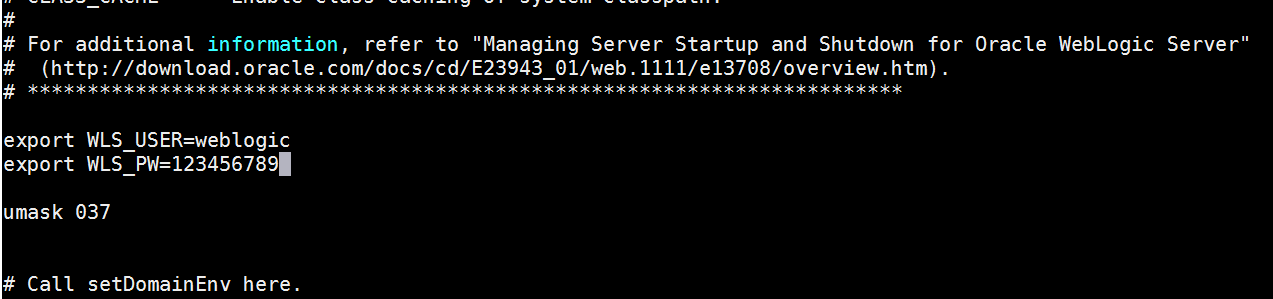 # CLASS_CACHE - Enable Class Caching of system classpath.
#
# For additional information, refer to "Managing Server Startup and Shutdown for Oracle WebLogic Server"
#  (http://download.oracle.com/docs/cd/E23943_01/web.1111/e13708/overview.htm).
# *************************************************************************
export WLS_USER=weblogic
export WLS_PW=123456789
umask 037
# Call setDomainEnv here.